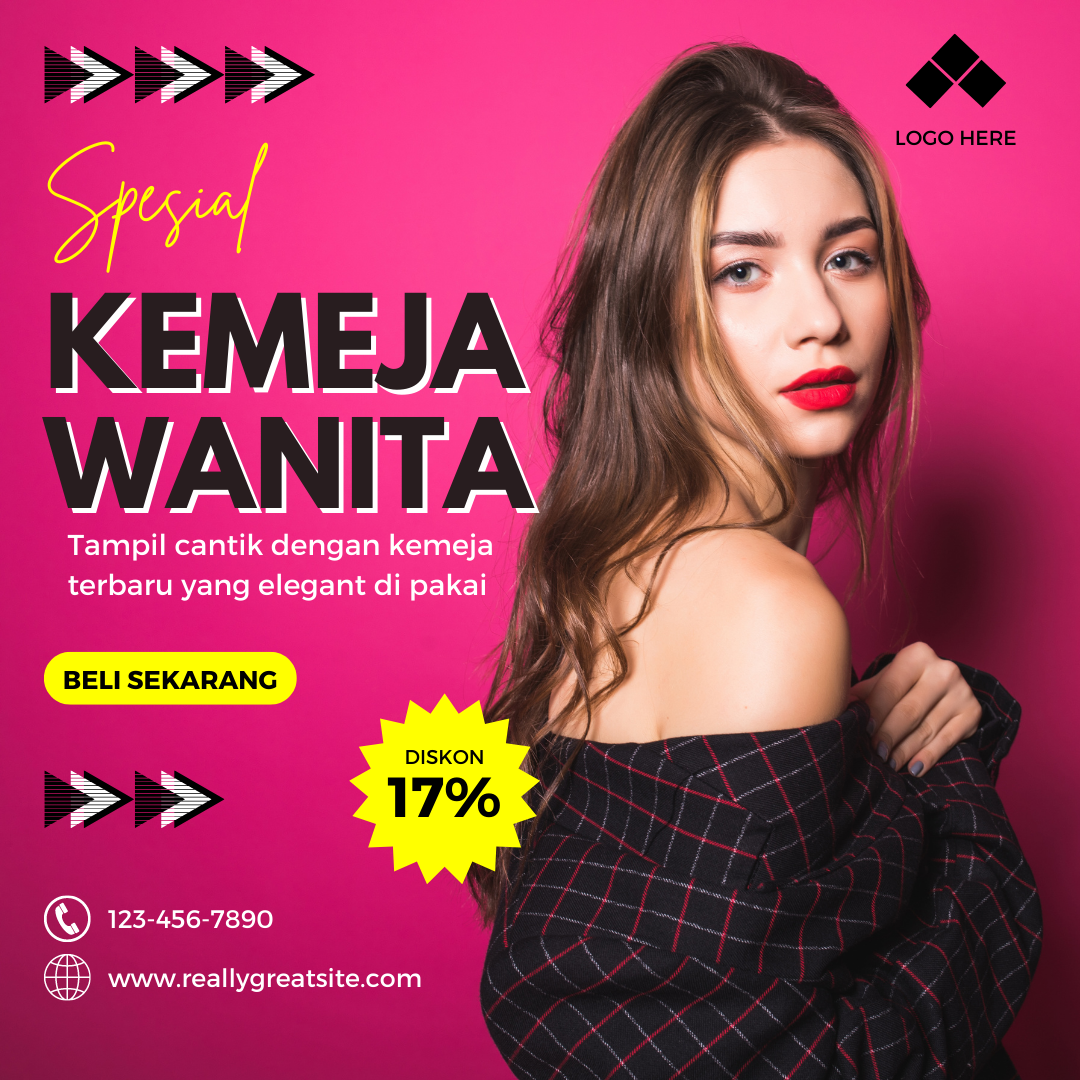 LOGO HERE
Spesial
KEMEJA
WANITA
Tampil cantik dengan kemeja
terbaru yang elegant di pakai
BELI SEKARANG
DISKON
17%
123-456-7890
www.reallygreatsite.com